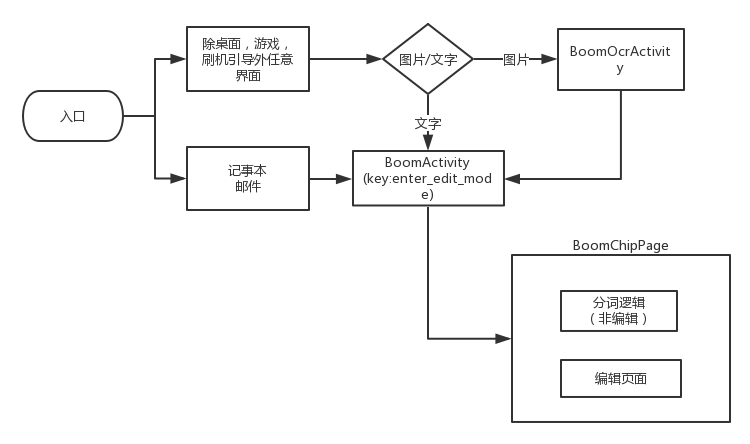 除桌面，游戏，
刷机引导外任意
界面
图片/文字
图片
BoomOcrActivit
y
入口
文字
记事本
邮件
BoomActivity
(key:enter_edit_mod
e)
BoomChipPage
分词逻辑
（非编辑）
编辑页面